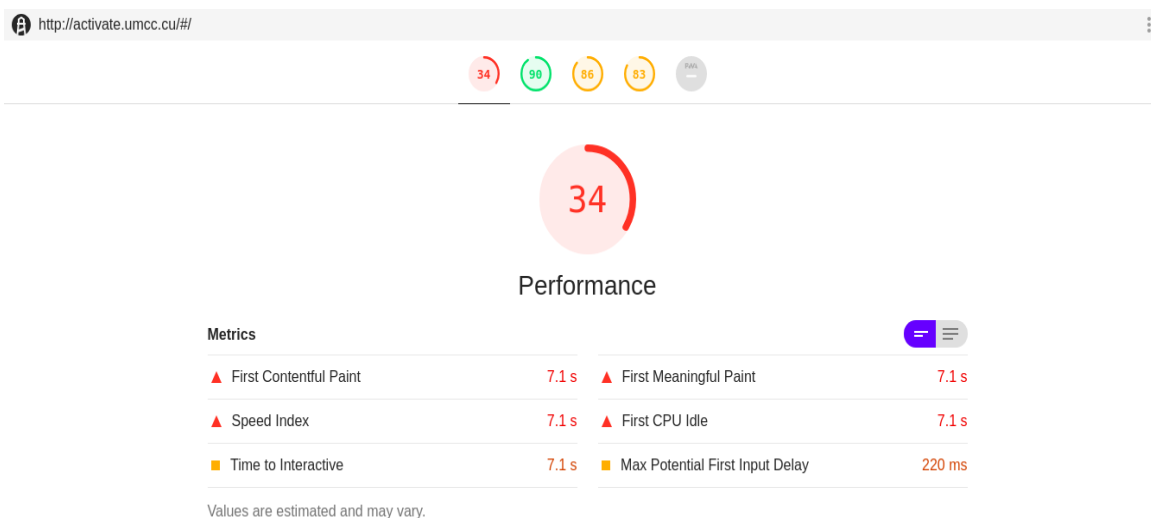 http://activate.umcc.cu/#/
34 90 86 83 PWA
34
Performance
Metrics
First Contentful Paint 7.1 s First Meaningful Paint 7.1 s
Speed Index 7.1 s First CPU Idle 7.1 s
Time to Interactive 7.1 s Max Potential First Input Delay 220 ms
Values are estimated and may vary.